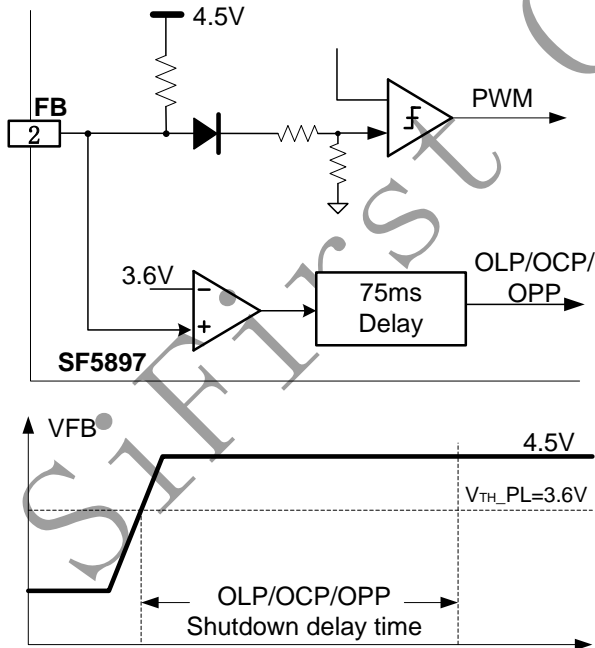 4.5V
FB
2
PWM
3.6V
75ms
Delay
OLP/OCP/
OPP
SF5897
VFB
4.5V
VTH_PL=3.6V
OLP/OCP/OPP
Shutdown delay time
SiFirst C